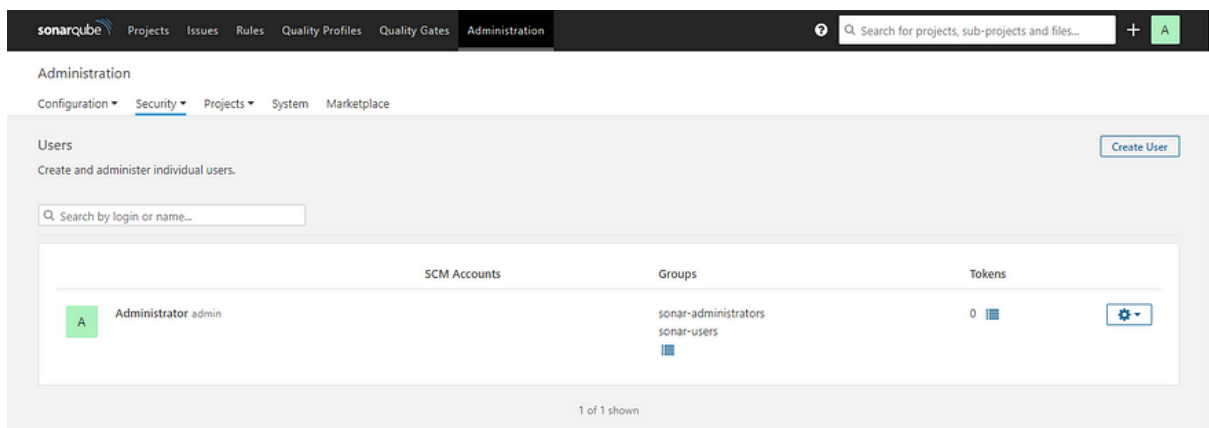 sonarqube Projects Issues Rules Quality Profiles Quality Gates Administration Search for projects, sub-projects and files... A
Administration
Configuration Security Projects System Marketplace
Users Create User
Create and administer individual users.
Search by login or name...
SCM Accounts Groups Tokens
A Administrator admin sonar-administrators 0
sonar-users
1 of 1 shown